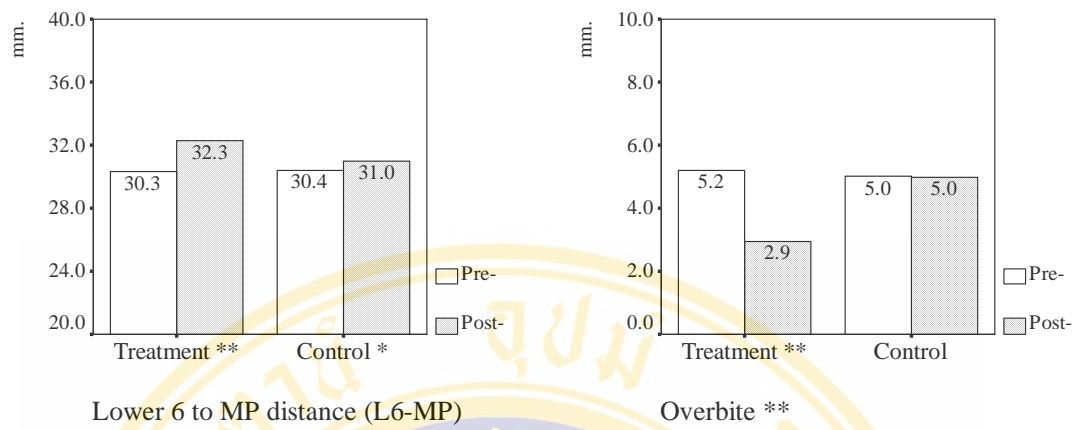 mm.
40.0
36.0
32.0
28.0
24.0
20.0
30.3
32.3
30.4
31.0
Treatment **
Control *
Pre-
Post-
Lower 6 to MP distance (L6-MP)
mm.
10.0
8.0
6.0
4.0
2.0
0.0
5.2
2.9
5.0
5.0
Treatment **
Control
Pre-
Post-
Overbite **